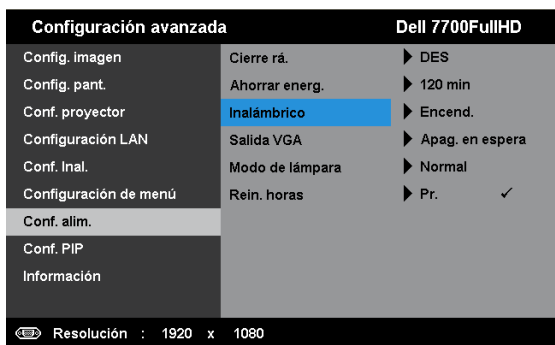 Configuración avanzada Dell 7700FullHD
Config. imagen Cierre rá. DES
Config. pant. Ahorrar energ. 120 min
Conf. proyector Inalámbrico Encend.
Configuración LAN Salida VGA Apag. en espera
Conf. Inal. Modo de lámpara Normal
Configuración de menú Rein. horas Pr. ✓
Conf. alim.
Conf. PIP
Información
Resolución : 1920 x 1080